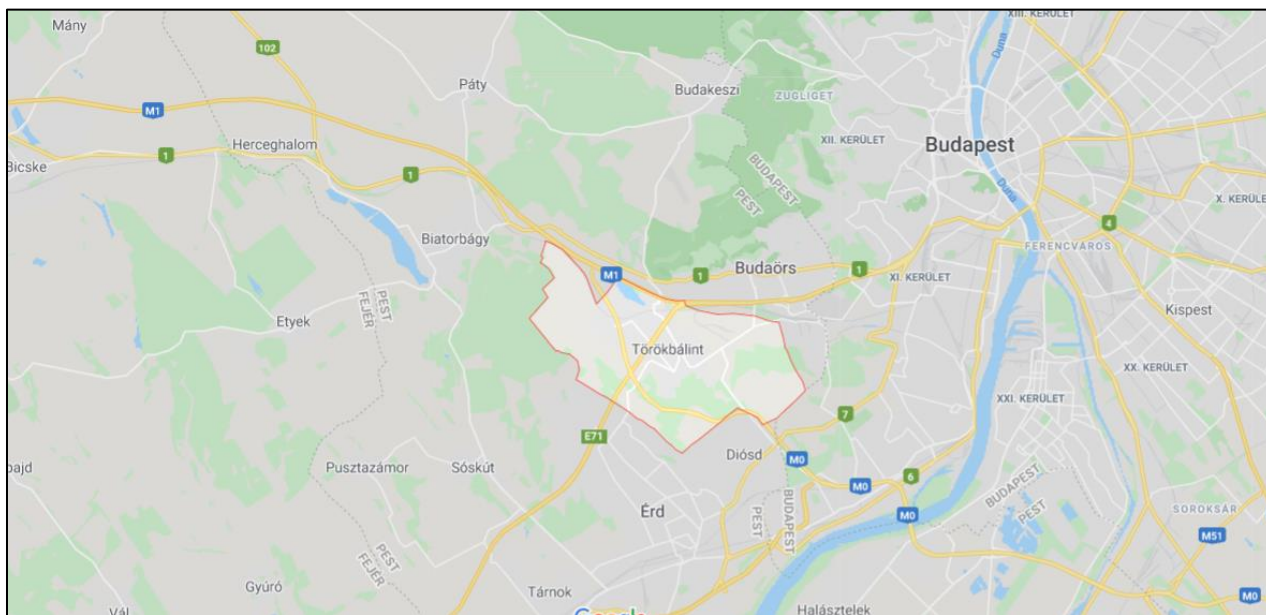 XIII. KERÜLET
Mány
Duna
102
Páty
Budakeszi
ZUGLIGET
M1
XII. KERÜLET
Budapest
Herceghalom
1
1
Bicske
BUDAPEST
PEST
X. KERÜLE
Duna
4
Biatorbágy
FERENCVÁROS
M1
1
Budaörs
1
XI. KERÜLET
PEST
FEJÉR
Etyek
Kispest
Törökbálint
XX. KERÜLET
XXI. KERÜLET
7
E71
Diósd
M0
Pusztazámor
Sóskút
6
M0
BUDAPEST
PEST
Érd
M0
SOROKSÁR
PEST
BUDAPEST
M51
PEST
FEJÉR
Gyúró
Tárnok
M0
Vál
Google
Halásztelek